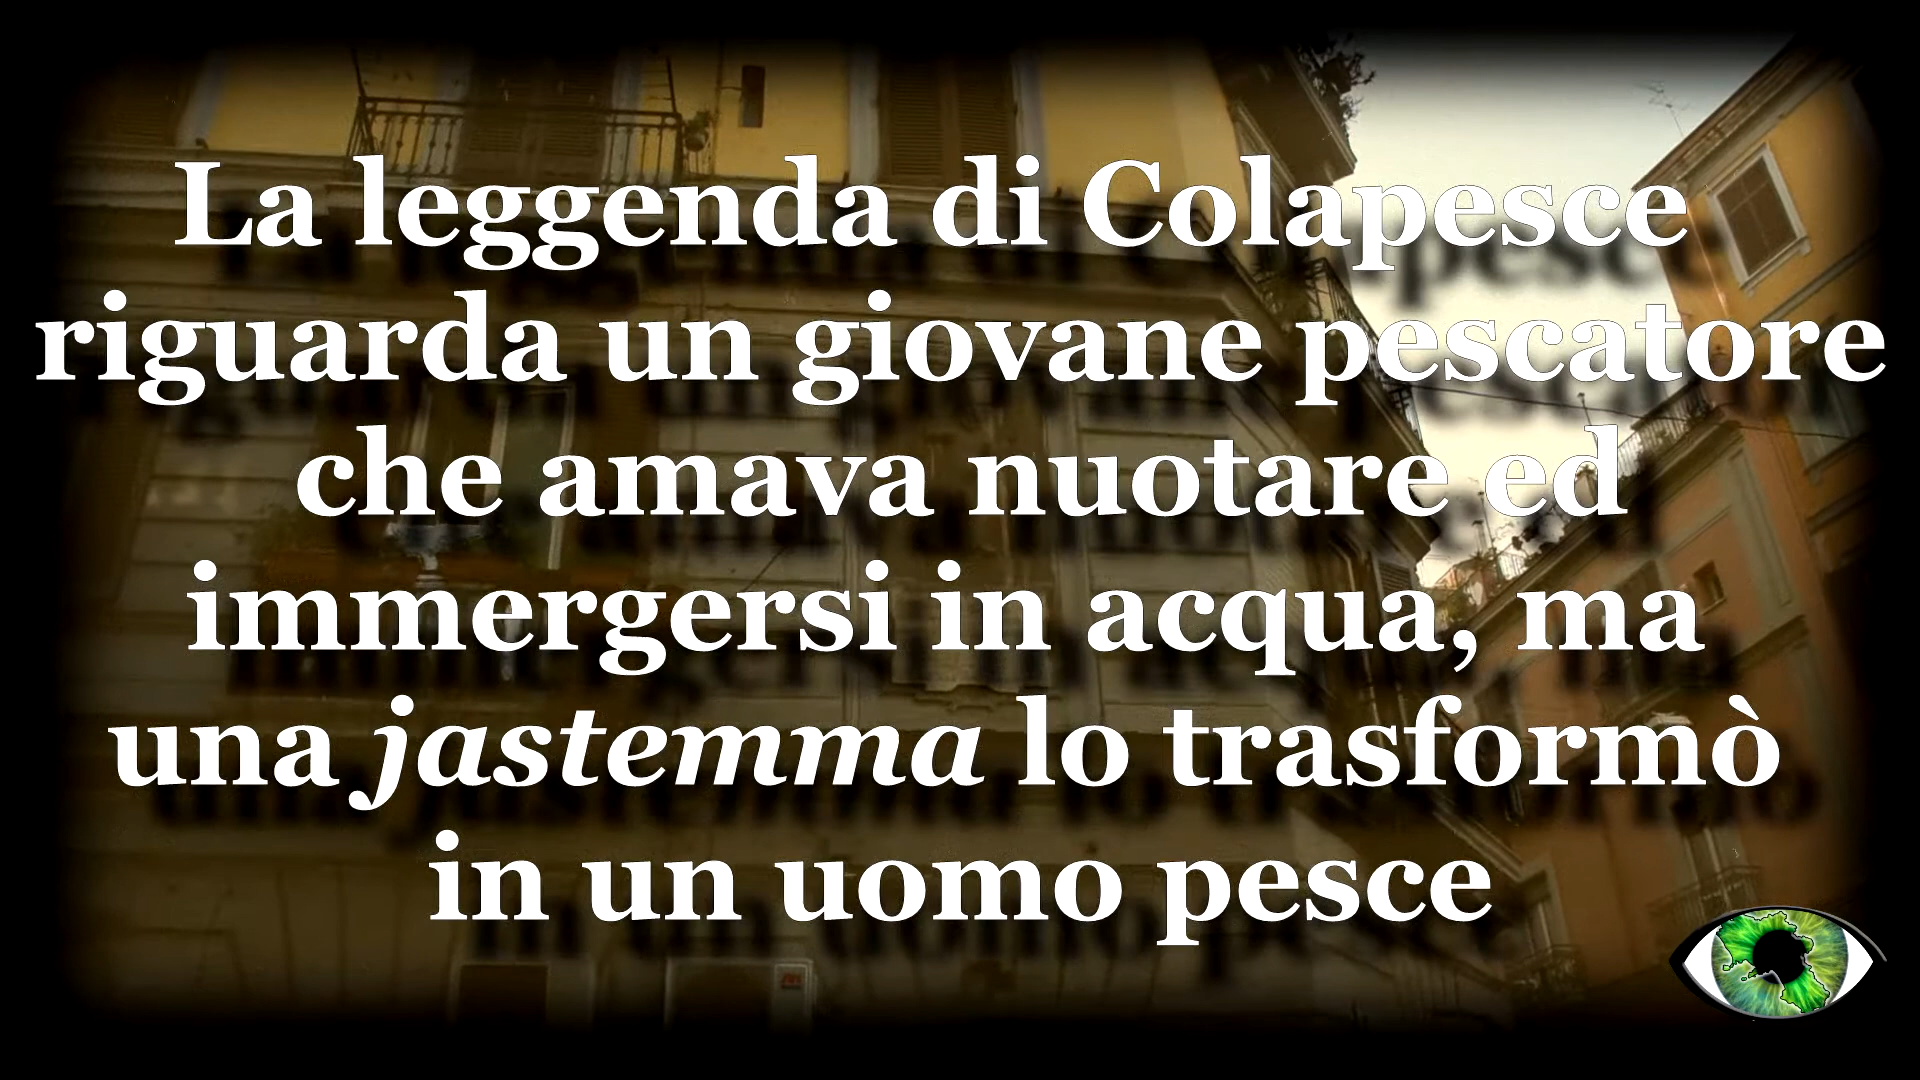 La leggenda di Colapesce
riguarda un giovane pescatore
che amava nuotare ed
immergersi in acqua, ma
una jastemma lo trasformò
in un uomo pesce